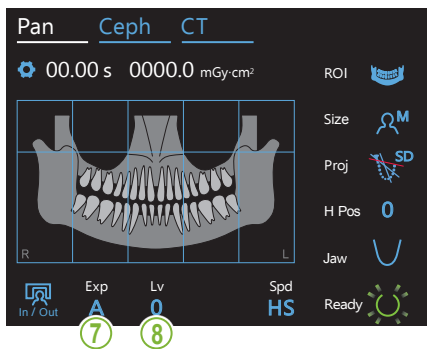 Pan Ceph CT
00.00 s 0000.0 mGy·cm²
ROI
Size M
Proj SD
H Pos 0
R L
Jaw
In / Out
Exp Lv Spd
A 0 HS
Ready
7 8